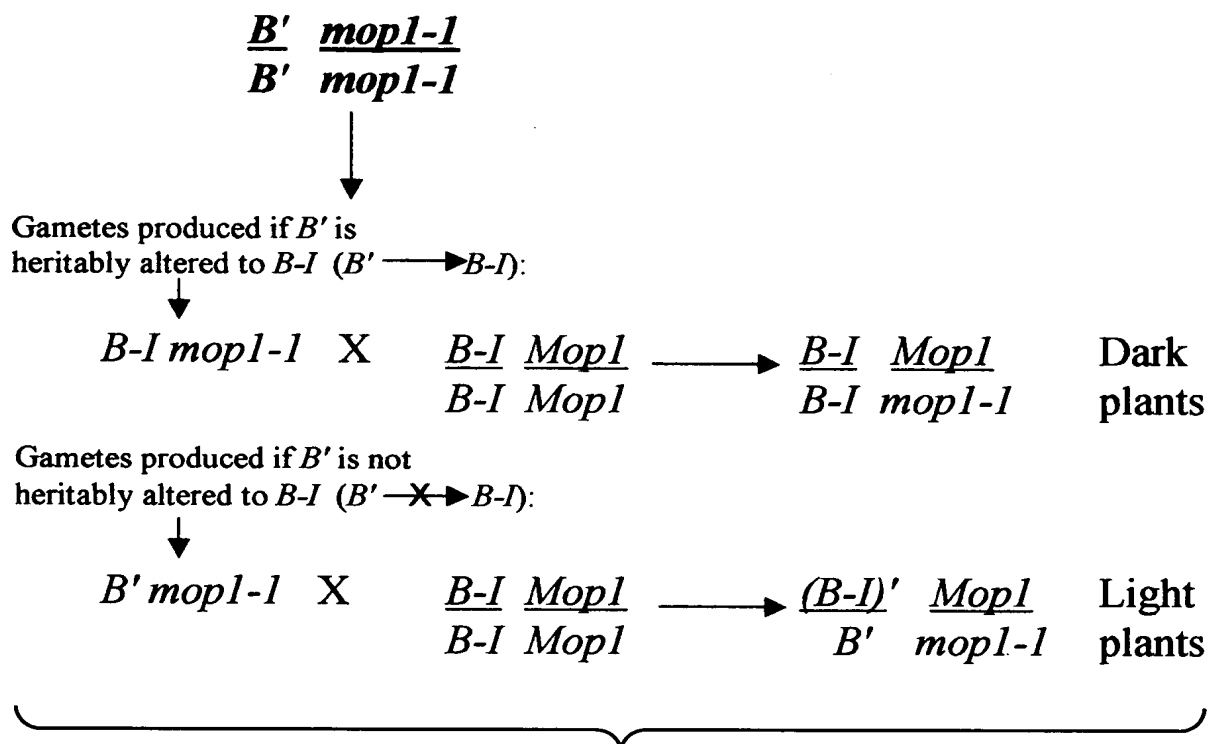 B' mop1-1
B' mop1-1
Gametes produced if B' is
heritably altered to B-I (B' → B-I):
B-I mop1-1 X B-I Mop1 → B-I Mop1 Dark
B-I Mop1 B-I mop1-1 plants
Gametes produced if B' is not
heritably altered to B-I (B' X→ B-I):
B' mop1-1 X B-I Mop1 → (B-I)' Mop1 Light
B-I Mop1 B' mop1-1 plants